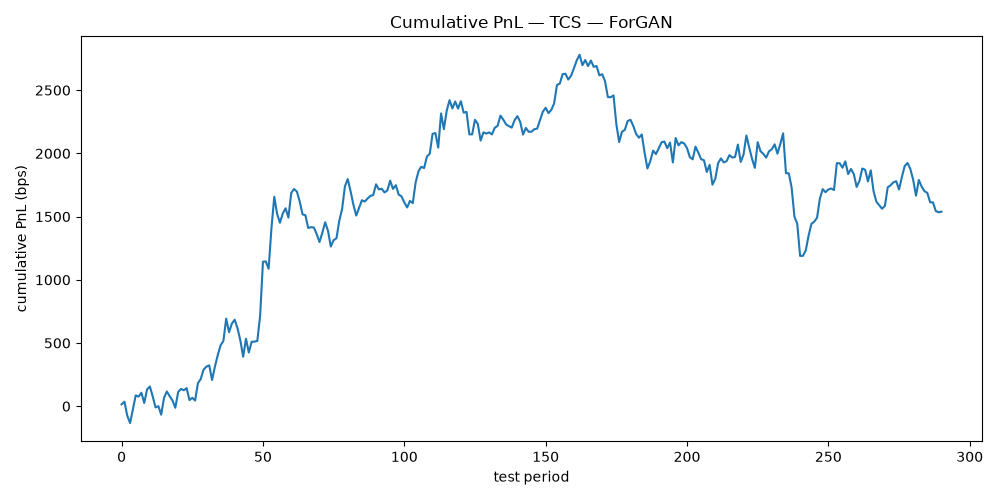 Cumulative PnL — TCS — ForGAN
cumulative PnL (bps)
2500
2000
1500
1000
500
0
0 50 100 150 200 250 300
test period